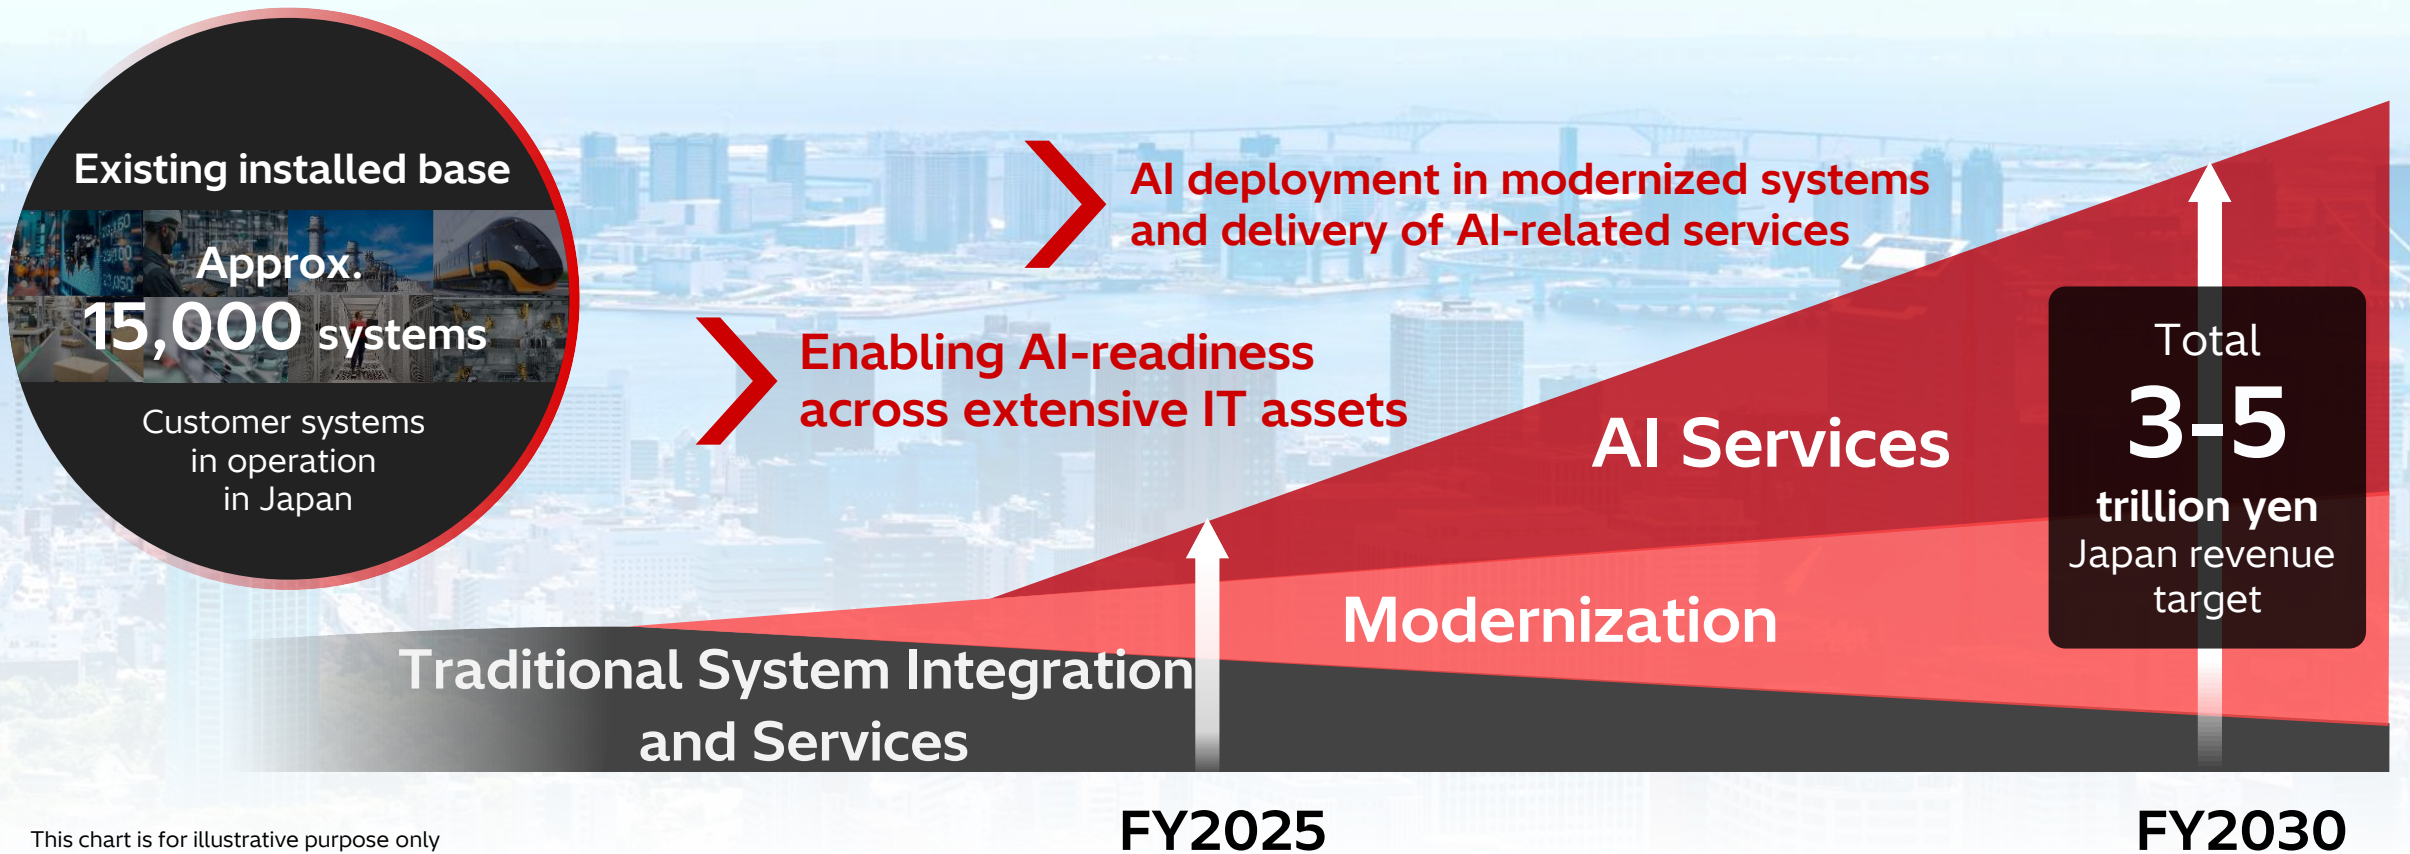 Existing installed base
Approx.
15,000 systems
Customer systems
in operation
in Japan
AI deployment in modernized systems
and delivery of AI-related services
Enabling AI-readiness
across extensive IT assets
AI Services
Modernization
Traditional System Integration
and Services
Total
3-5
trillion yen
Japan revenue
target
FY2025
FY2030
This chart is for illustrative purpose only